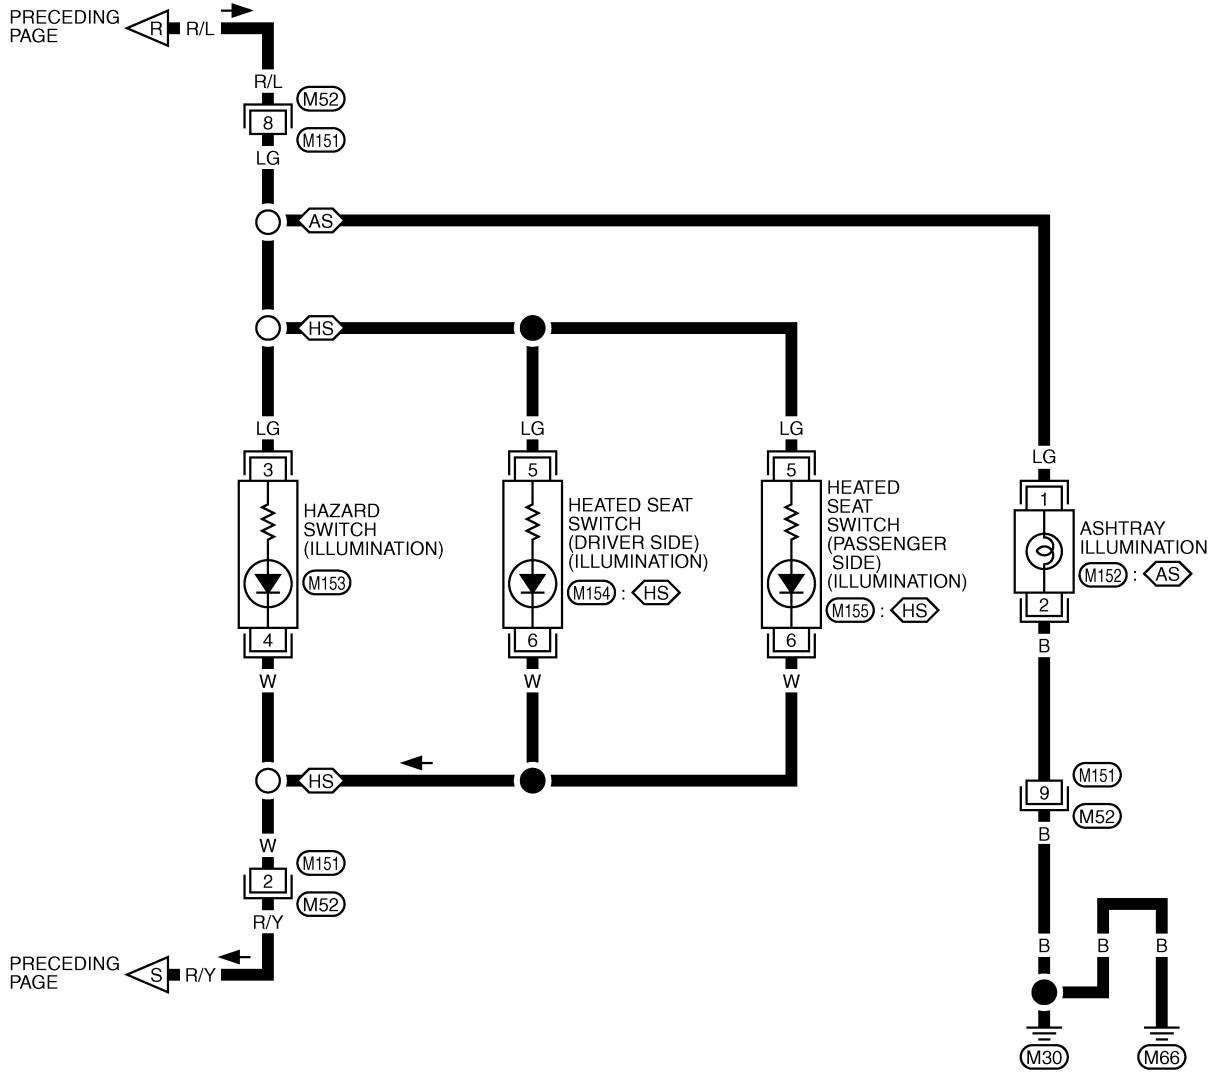 PRECEDING
PAGE
R
R/L
R/L
M52
8
M151
LG
AS
HS
LG
LG
LG
LG
3
5
5
1
HAZARD
SWITCH
(ILLUMINATION)
M153
HEATED SEAT
SWITCH
(DRIVER SIDE)
(ILLUMINATION)
M154 : HS
HEATED
SEAT
SWITCH
(PASSENGER
SIDE)
(ILLUMINATION)
M155 : HS
ASHTRAY
ILLUMINATION
M152 : AS
4
6
6
2
W
W
W
B
HS
M151
9
M52
B
W
M151
2
M52
R/Y
PRECEDING
PAGE
S
R/Y
B
B
B
M30
M66